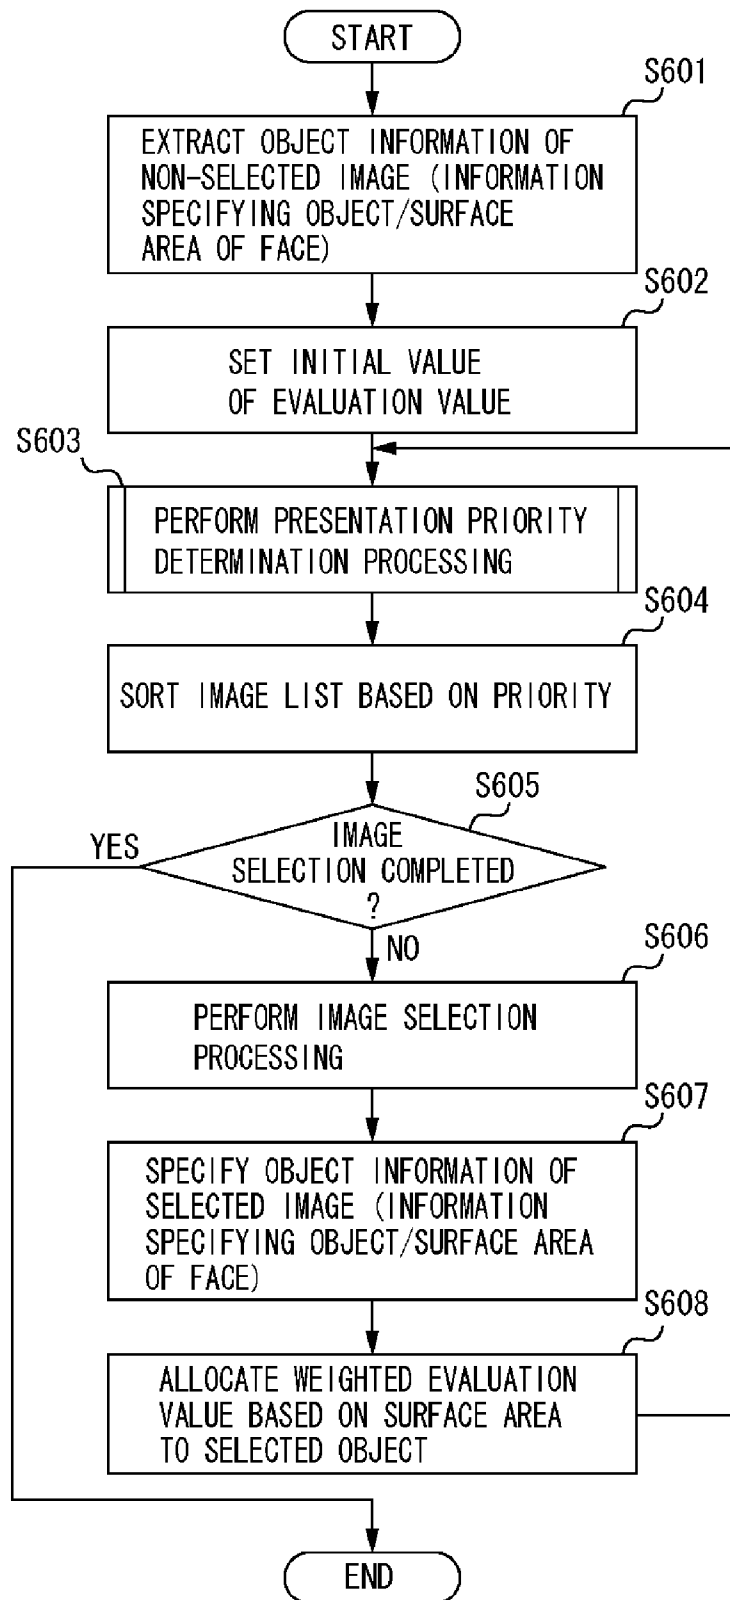 START
S601
EXTRACT OBJECT INFORMATION OF
NON-SELECTED IMAGE (INFORMATION
SPECIFYING OBJECT/SURFACE
AREA OF FACE)
S602
SET INITIAL VALUE
OF EVALUATION VALUE
S603
PERFORM PRESENTATION PRIORITY
DETERMINATION PROCESSING
S604
SORT IMAGE LIST BASED ON PRIORITY
S605
YES
IMAGE
SELECTION COMPLETED
?
NO
S606
PERFORM IMAGE SELECTION
PROCESSING
S607
SPECIFY OBJECT INFORMATION OF
SELECTED IMAGE (INFORMATION
SPECIFYING OBJECT/SURFACE AREA
OF FACE)
S608
ALLOCATE WEIGHTED EVALUATION
VALUE BASED ON SURFACE AREA
TO SELECTED OBJECT
END